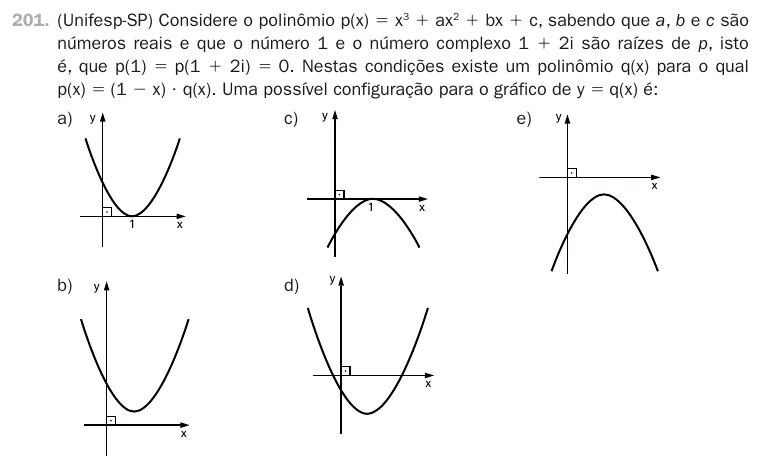 201. (Unifesp-SP) Considere o polinômio p(x) = x³ + ax² + bx + c, sabendo que a, b e c são
números reais e que o número 1 e o número complexo 1 + 2i são raízes de p, isto
é, que p(1) = p(1 + 2i) = 0. Nestas condições existe um polinômio q(x) para o qual
p(x) = (1 − x) · q(x). Uma possível configuração para o gráfico de y = q(x) é:
a) y
1 x
c) y
1 x
e) y
x
b) y
x
d) y
x